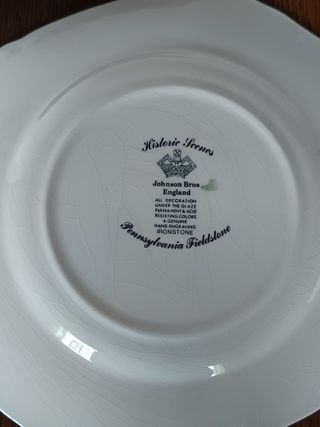 Historic Scenes
Johnson Bros
England
ALL DECORATION
UNDER THE GLAZE
PERMANENT & ACID
RESISTING COLORS
A GENUINE
HAND ENGRAVING
IRONSTONE
Pennsylvania Fieldstone